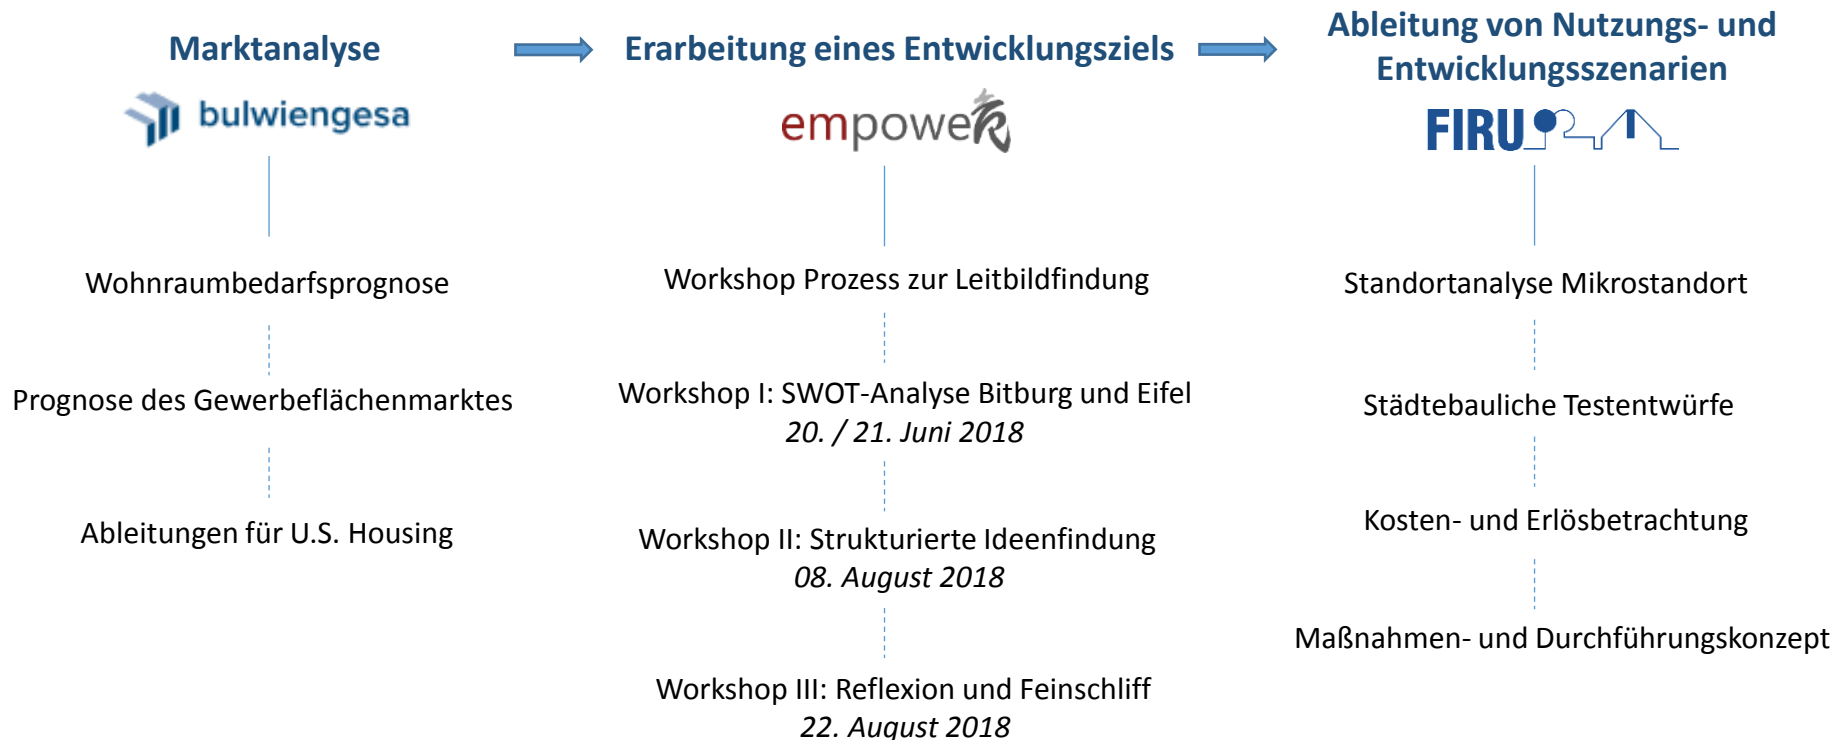 Marktanalyse
bulwiengesa
Wohnraumbedarfsprognose
Prognose des Gewerbeflächenmarktes
Ableitungen für U.S. Housing
Erarbeitung eines Entwicklungsziels
empower
Workshop Prozess zur Leitbildfindung
Workshop I: SWOT-Analyse Bitburg und Eifel
20. / 21. Juni 2018
Workshop II: Strukturierte Ideenfindung
08. August 2018
Workshop III: Reflexion und Feinschliff
22. August 2018
Ableitung von Nutzungs- und
Entwicklungsszenarien
FIRU
Standortanalyse Mikrostandort
Städtebauliche Testentwürfe
Kosten- und Erlösbetrachtung
Maßnahmen- und Durchführungskonzept